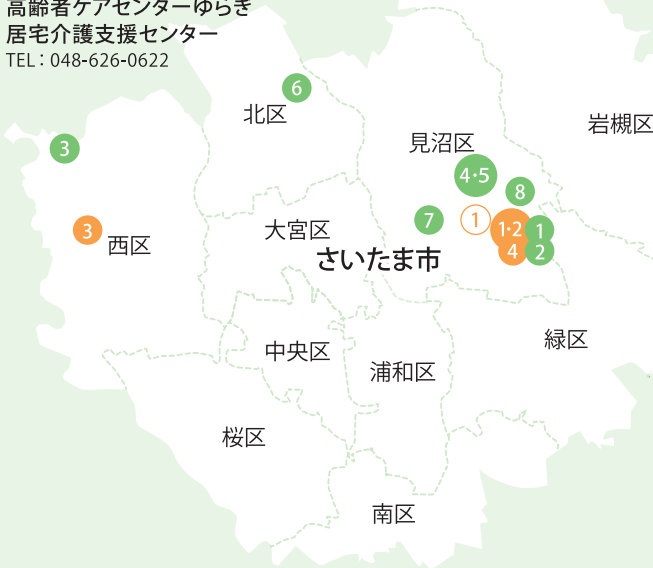 高齢者ケアセンターゆらぎ
居宅介護支援センター
TEL：048-626-0622
6
北区
岩槻区
見沼区
3
4・5
8
7
1
3
西区
大宮区
1・2
1
さいたま市
4
2
緑区
中央区
浦和区
桜区
南区